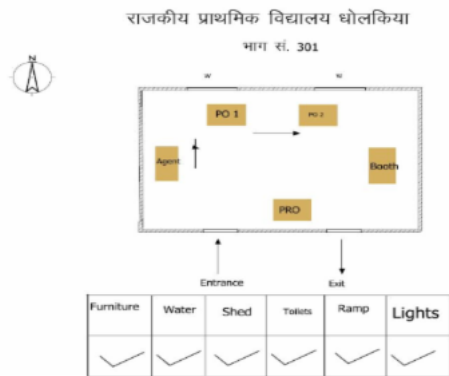 राजकीय प्राथमिक विद्यालय धोलकिया
भाग सं. 301
N
W W
PO 1 PO 2
Agent Booth
PRO
Entrance Exit
Furniture Water Shed Toilets Ramp Lights